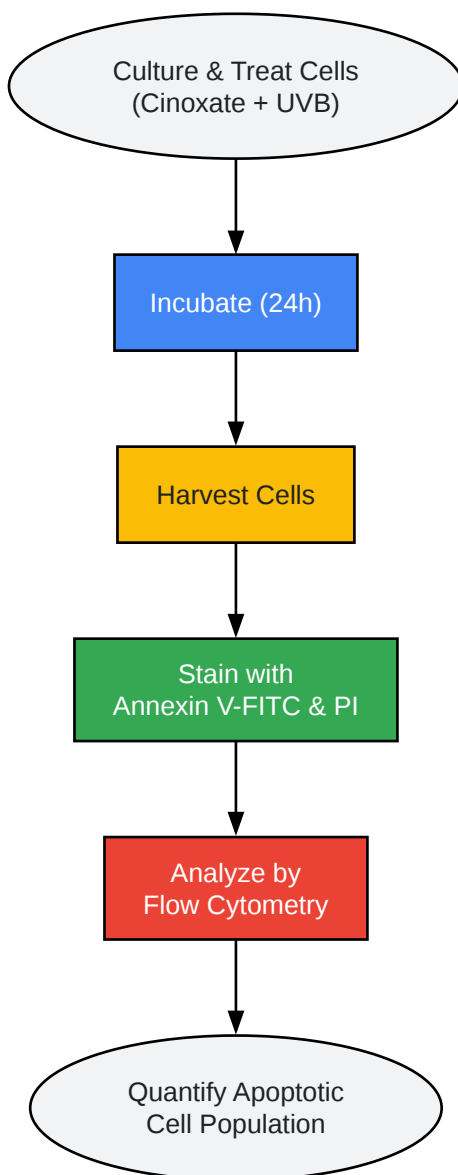 Culture & Treat Cells
(Cinoxate + UVB)
Incubate (24h)
Harvest Cells
Stain with
Annexin V-FITC & PI
Analyze by
Flow Cytometry
Quantify Apoptotic
Cell Population